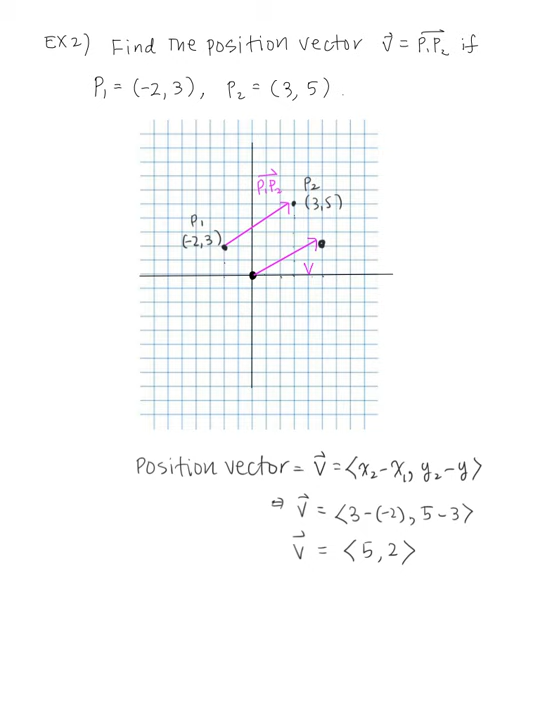 EX2) Find the position vector v⃗ = P₁P₂⃗ if
P₁ = (-2, 3), P₂ = (3, 5).
P₁P₂⃗
P₂
(3,5)
P₁
(-2,3)
V
Position vector = v⃗ = ⟨x₂-x₁, y₂-y⟩
⇒ v⃗ = ⟨3-(-2), 5-3⟩
v⃗ = ⟨5,2⟩